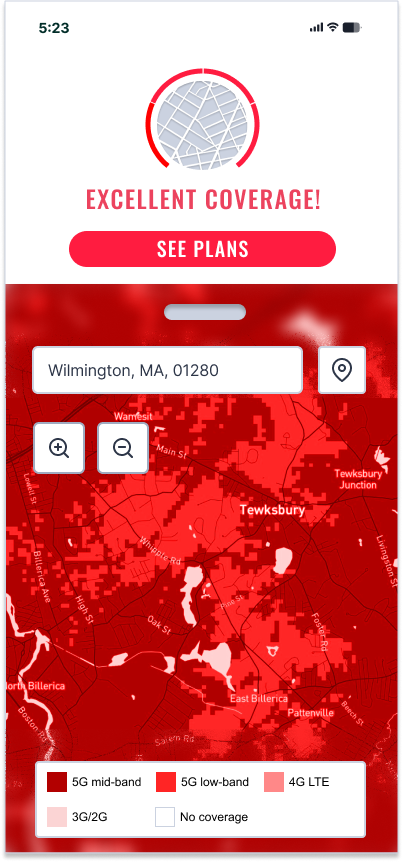 5:23
EXCELLENT COVERAGE!
SEE PLANS
Wilmington, MA, 01280
Wamesit
Main St
Tewksbury
Junction
Lowell St
Tewksbury
Whipple Rd
Livingston St
Billerica Ave
High St
Pine St
Oak St
Foster Rd
North Billerica
East Billerica
Pattenville
Beech St
Boston Rd
Salem Rd
5G mid-band
5G low-band
4G LTE
3G/2G
No coverage